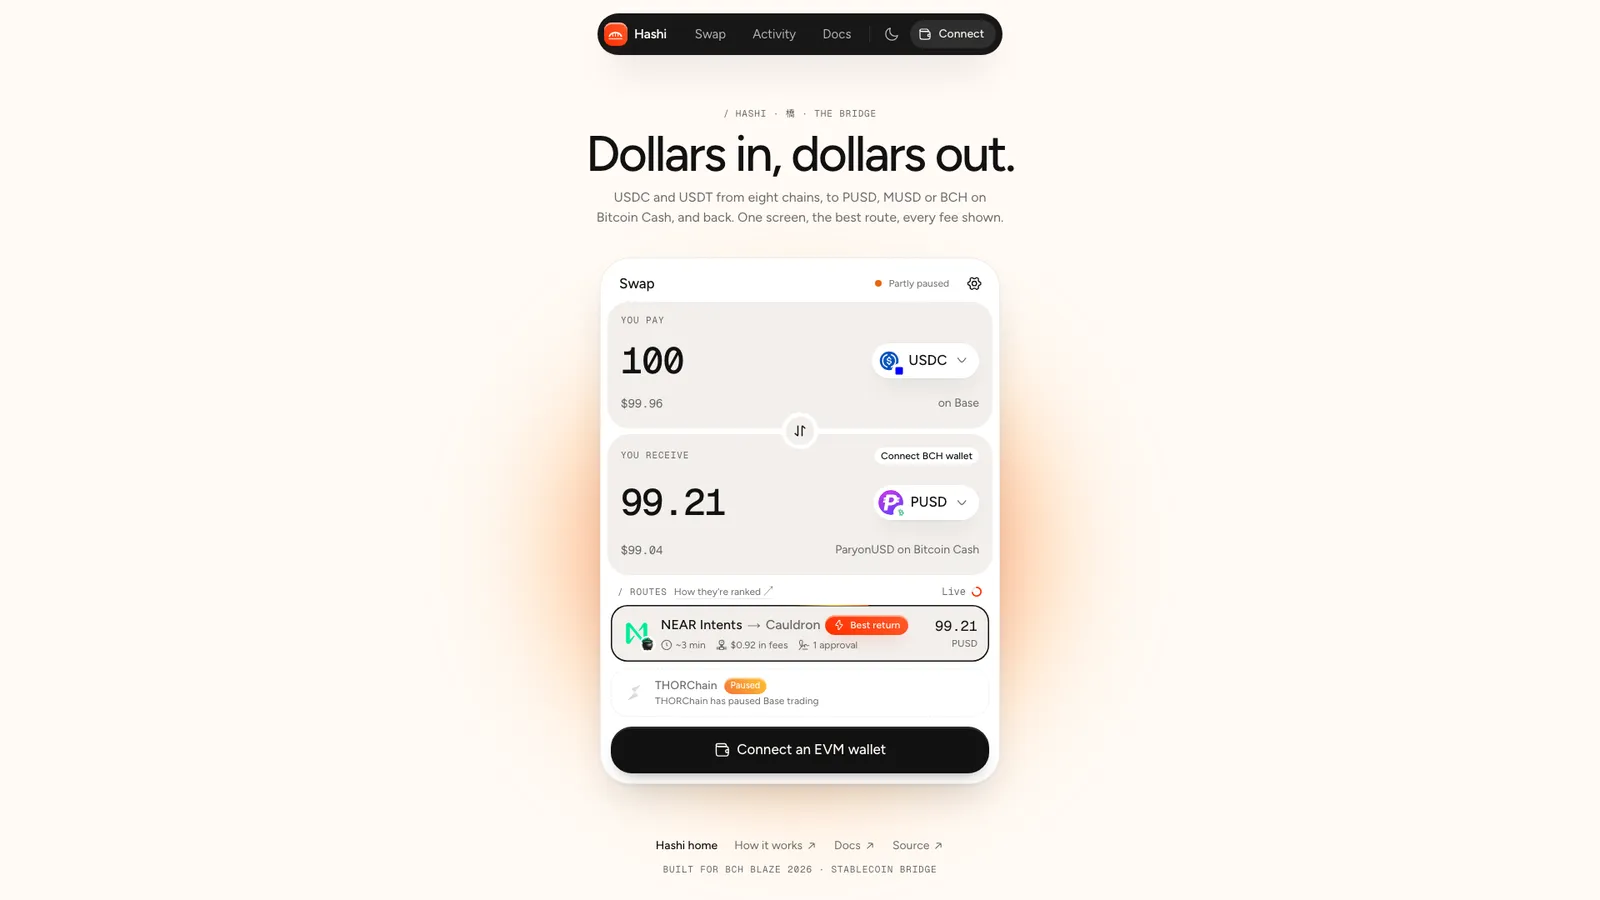 Hashi
Swap
Activity
Docs
Connect
/ HASHI · 橋 · THE BRIDGE
Dollars in, dollars out.
USDC and USDT from eight chains, to PUSD, MUSD or BCH on
Bitcoin Cash, and back. One screen, the best route, every fee shown.
Swap
Partly paused
YOU PAY
100
USDC
$99.96
on Base
YOU RECEIVE
Connect BCH wallet
99.21
PUSD
$99.04
ParyonUSD on Bitcoin Cash
/ ROUTES How they're ranked
Live
NEAR Intents → Cauldron
Best return
99.21
~3 min
$0.92 in fees
1 approval
PUSD
THORChain
Paused
THORChain has paused Base trading
Connect an EVM wallet
Hashi home
How it works ↗
Docs ↗
Source ↗
BUILT FOR BCH BLAZE 2026 · STABLECOIN BRIDGE